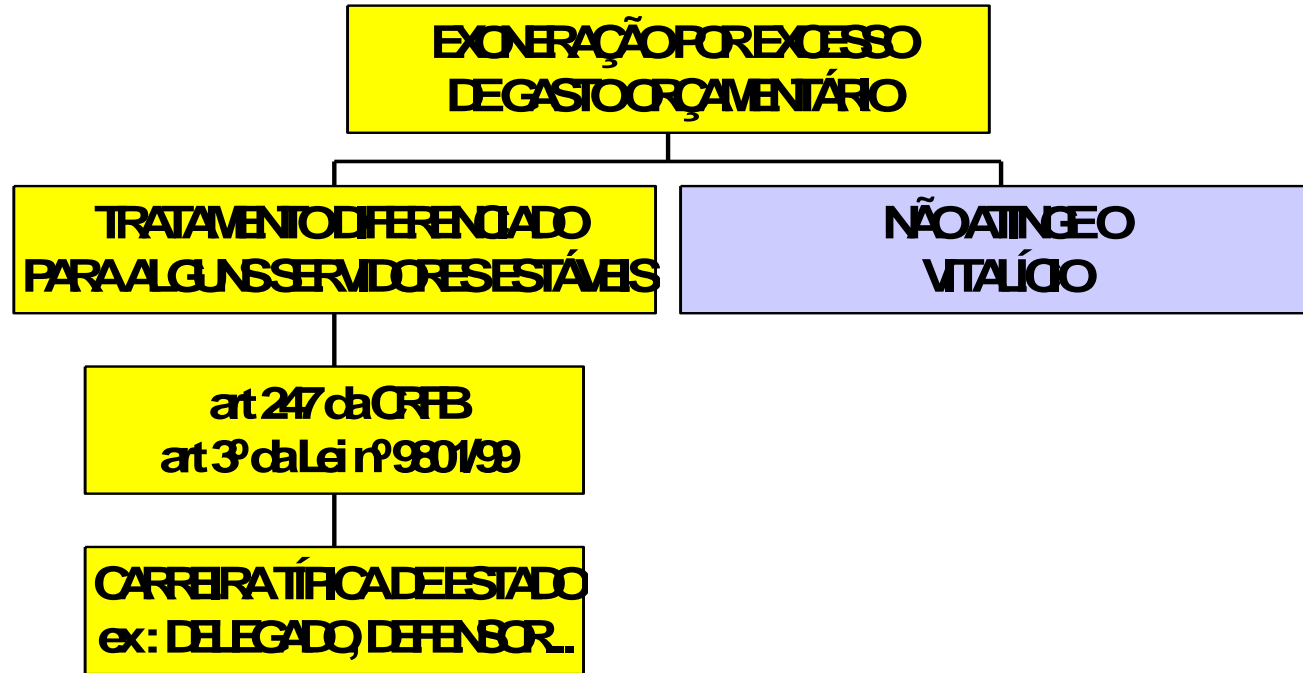 EXONERAÇÃO POR EXCESSO
DE GASTO ORÇAMENTÁRIO
TRATAMENTO DIFERENCIADO
PARA ALGUNS SERVIDORES ESTÁVEIS
NÃO ATINGE O
VITALÍCIO
art 247 da CRFB
art 3º da Lei nº 9801/99
CARREIRA TÍPICA DE ESTADO
ex: DELEGADO, DEFENSOR...